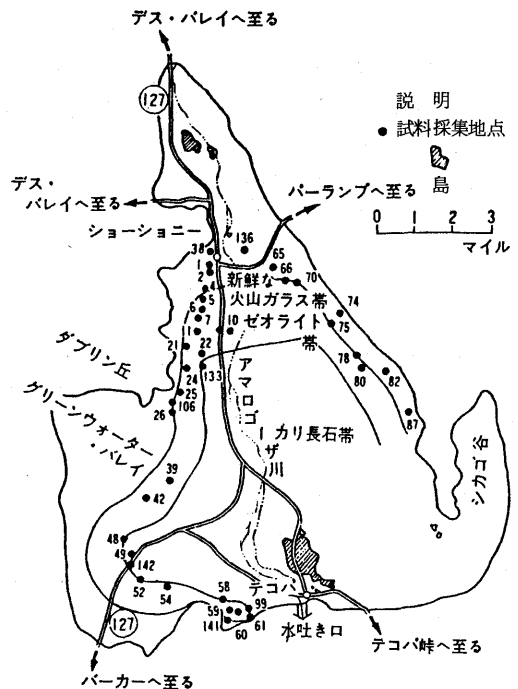 デス・バレイへ至る
127
説 明
試料採集地点
島
0 1 2 3
マイル
デス・
バレイへ至る
パーランプへ至る
ショーショニー
136
38
1
2
65
66
70
新鮮な
火山ガラス帯
4
5
6
7
74
75
ゼオライト
帯
10
1
21
22
24
133
78
80
82
87
ダブリン丘
25
106
26
グリーンウォーター
・バレイ
アマロゴーザ川
カリ長石帯
シカゴ谷
39
42
48
49
142
52
54
テコパ
58
59
99
141
60
61
水吐き口
127
テコパ峠へ至る
バーカーへ至る